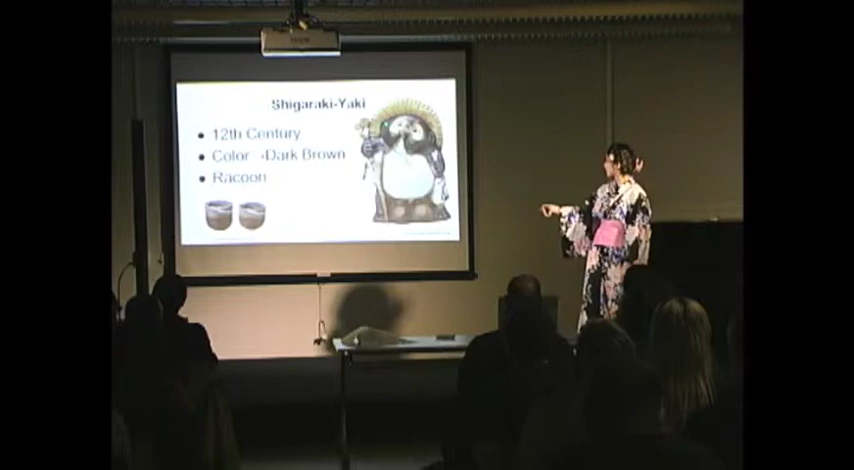 Shigaraki-Yaki
● 12th Century
● Color →Dark Brown
● Racoon